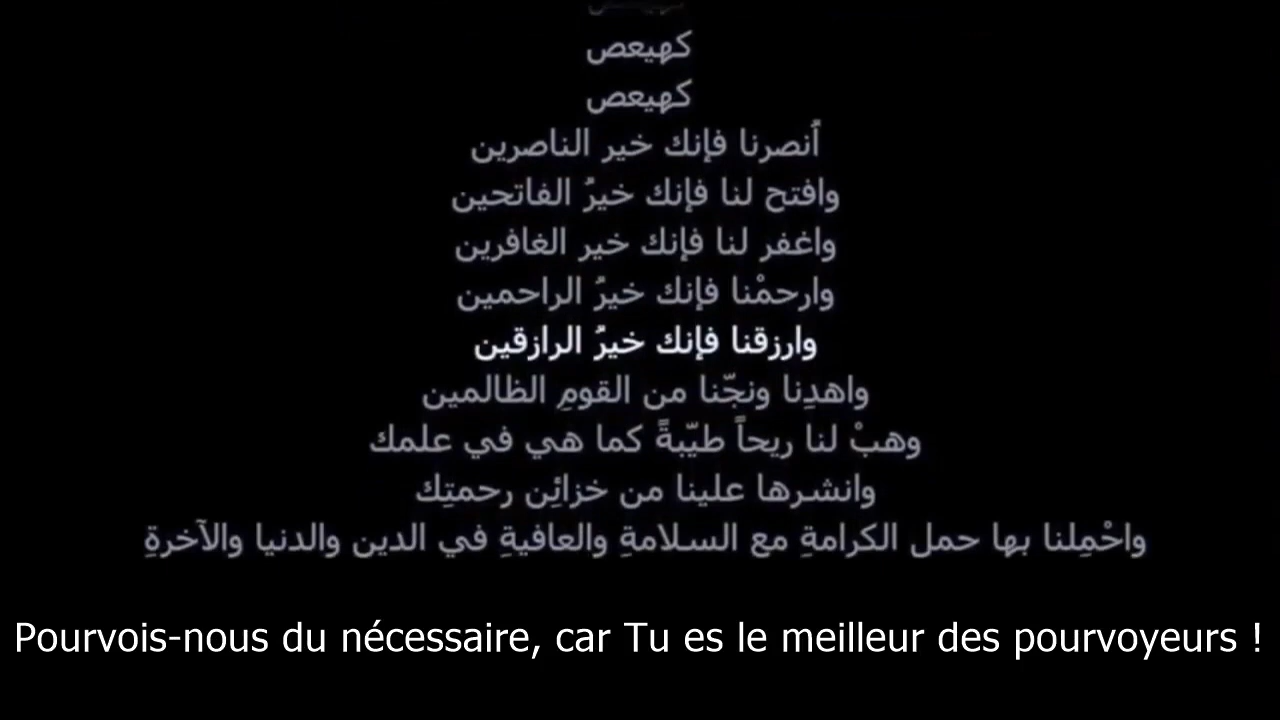 كهيعص
كهيعص
اُنصرنا فإنك خير الناصرين
وافتح لنا فإنك خيرُ الفاتحين
واغفر لنا فإنك خير الغافرين
وارحمْنا فإنك خيرُ الراحمين
وارزقنا فإنك خيرُ الرازقين
واهدِنا ونجّنا من القومِ الظالمين
وهبْ لنا ريحاً طيّبةً كما هي في علمك
وانشرها علينا من خزائِن رحمتِك
واحْمِلنا بها حمل الكرامةِ مع السلامةِ والعافيةِ في الدين والدنيا والآخرةِ
Pourvois-nous du nécessaire, car Tu es le meilleur des pourvoyeurs !